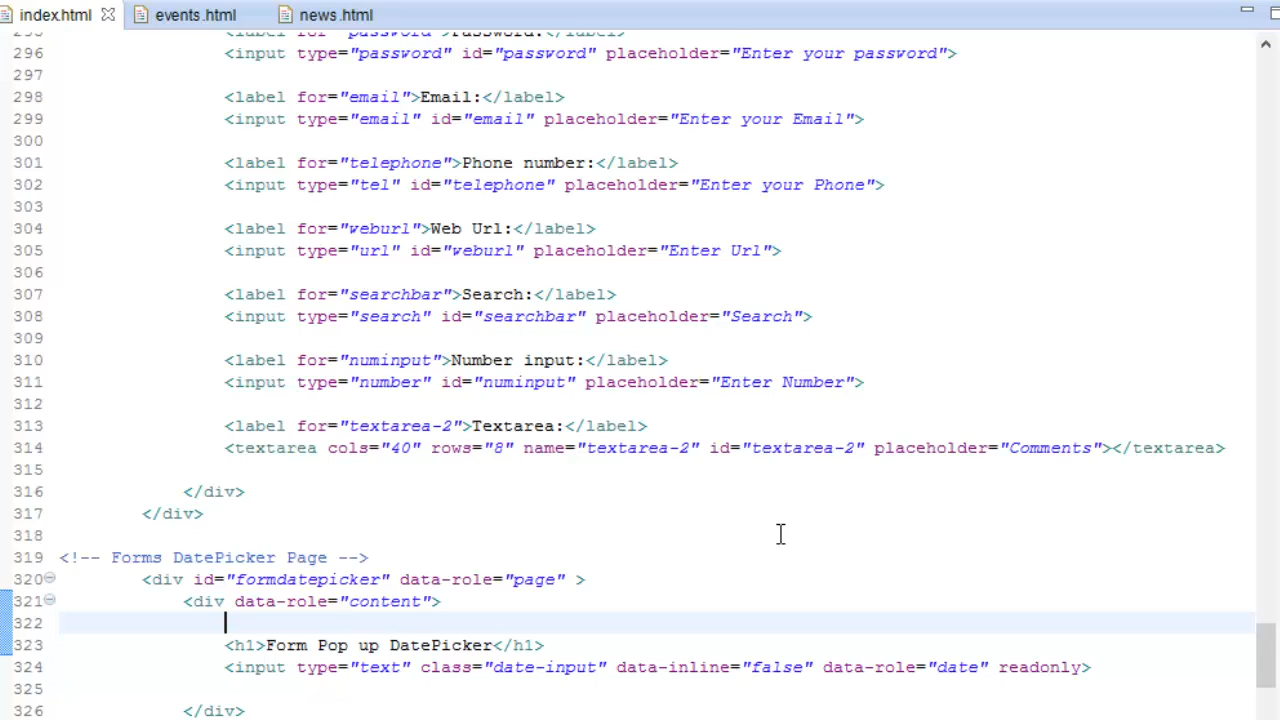 index.html events.html news.html
295 <label for="password">Password:</label>
296 <input type="password" id="password" placeholder="Enter your password">
297
298 <label for="email">Email:</label>
299 <input type="email" id="email" placeholder="Enter your Email">
300
301 <label for="telephone">Phone number:</label>
302 <input type="tel" id="telephone" placeholder="Enter your Phone">
303
304 <label for="weburl">Web Url:</label>
305 <input type="url" id="weburl" placeholder="Enter Url">
306
307 <label for="searchbar">Search:</label>
308 <input type="search" id="searchbar" placeholder="Search">
309
310 <label for="numinput">Number input:</label>
311 <input type="number" id="numinput" placeholder="Enter Number">
312
313 <label for="textarea-2">Textarea:</label>
314 <textarea cols="40" rows="8" name="textarea-2" id="textarea-2" placeholder="Comments"></textarea>
315
316 </div>
317 </div>
318
319 <!-- Forms DatePicker Page -->
320 <div id="formdatepicker" data-role="page" >
321 <div data-role="content">
322
323 <h1>Form Pop up DatePicker</h1>
324 <input type="text" class="date-input" data-inline="false" data-role="date" readonly>
325
326 </div>